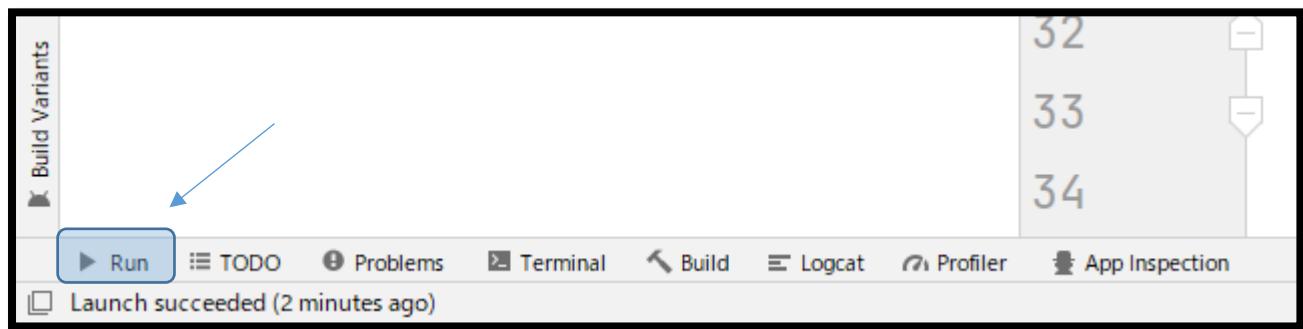 Build Variants
32
33
34
Run TODO Problems Terminal Build Logcat Profiler App Inspection
Launch succeeded (2 minutes ago)